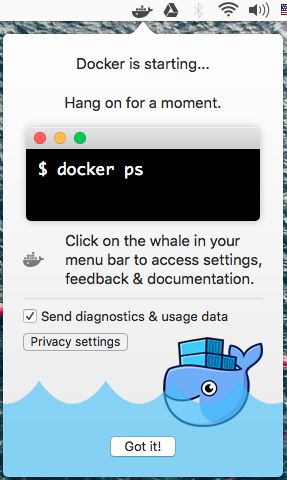 Docker is starting...
Hang on for a moment.
$ docker ps
Click on the whale in your
menu bar to access settings,
feedback & documentation.
Send diagnostics & usage data
Privacy settings
Got it!